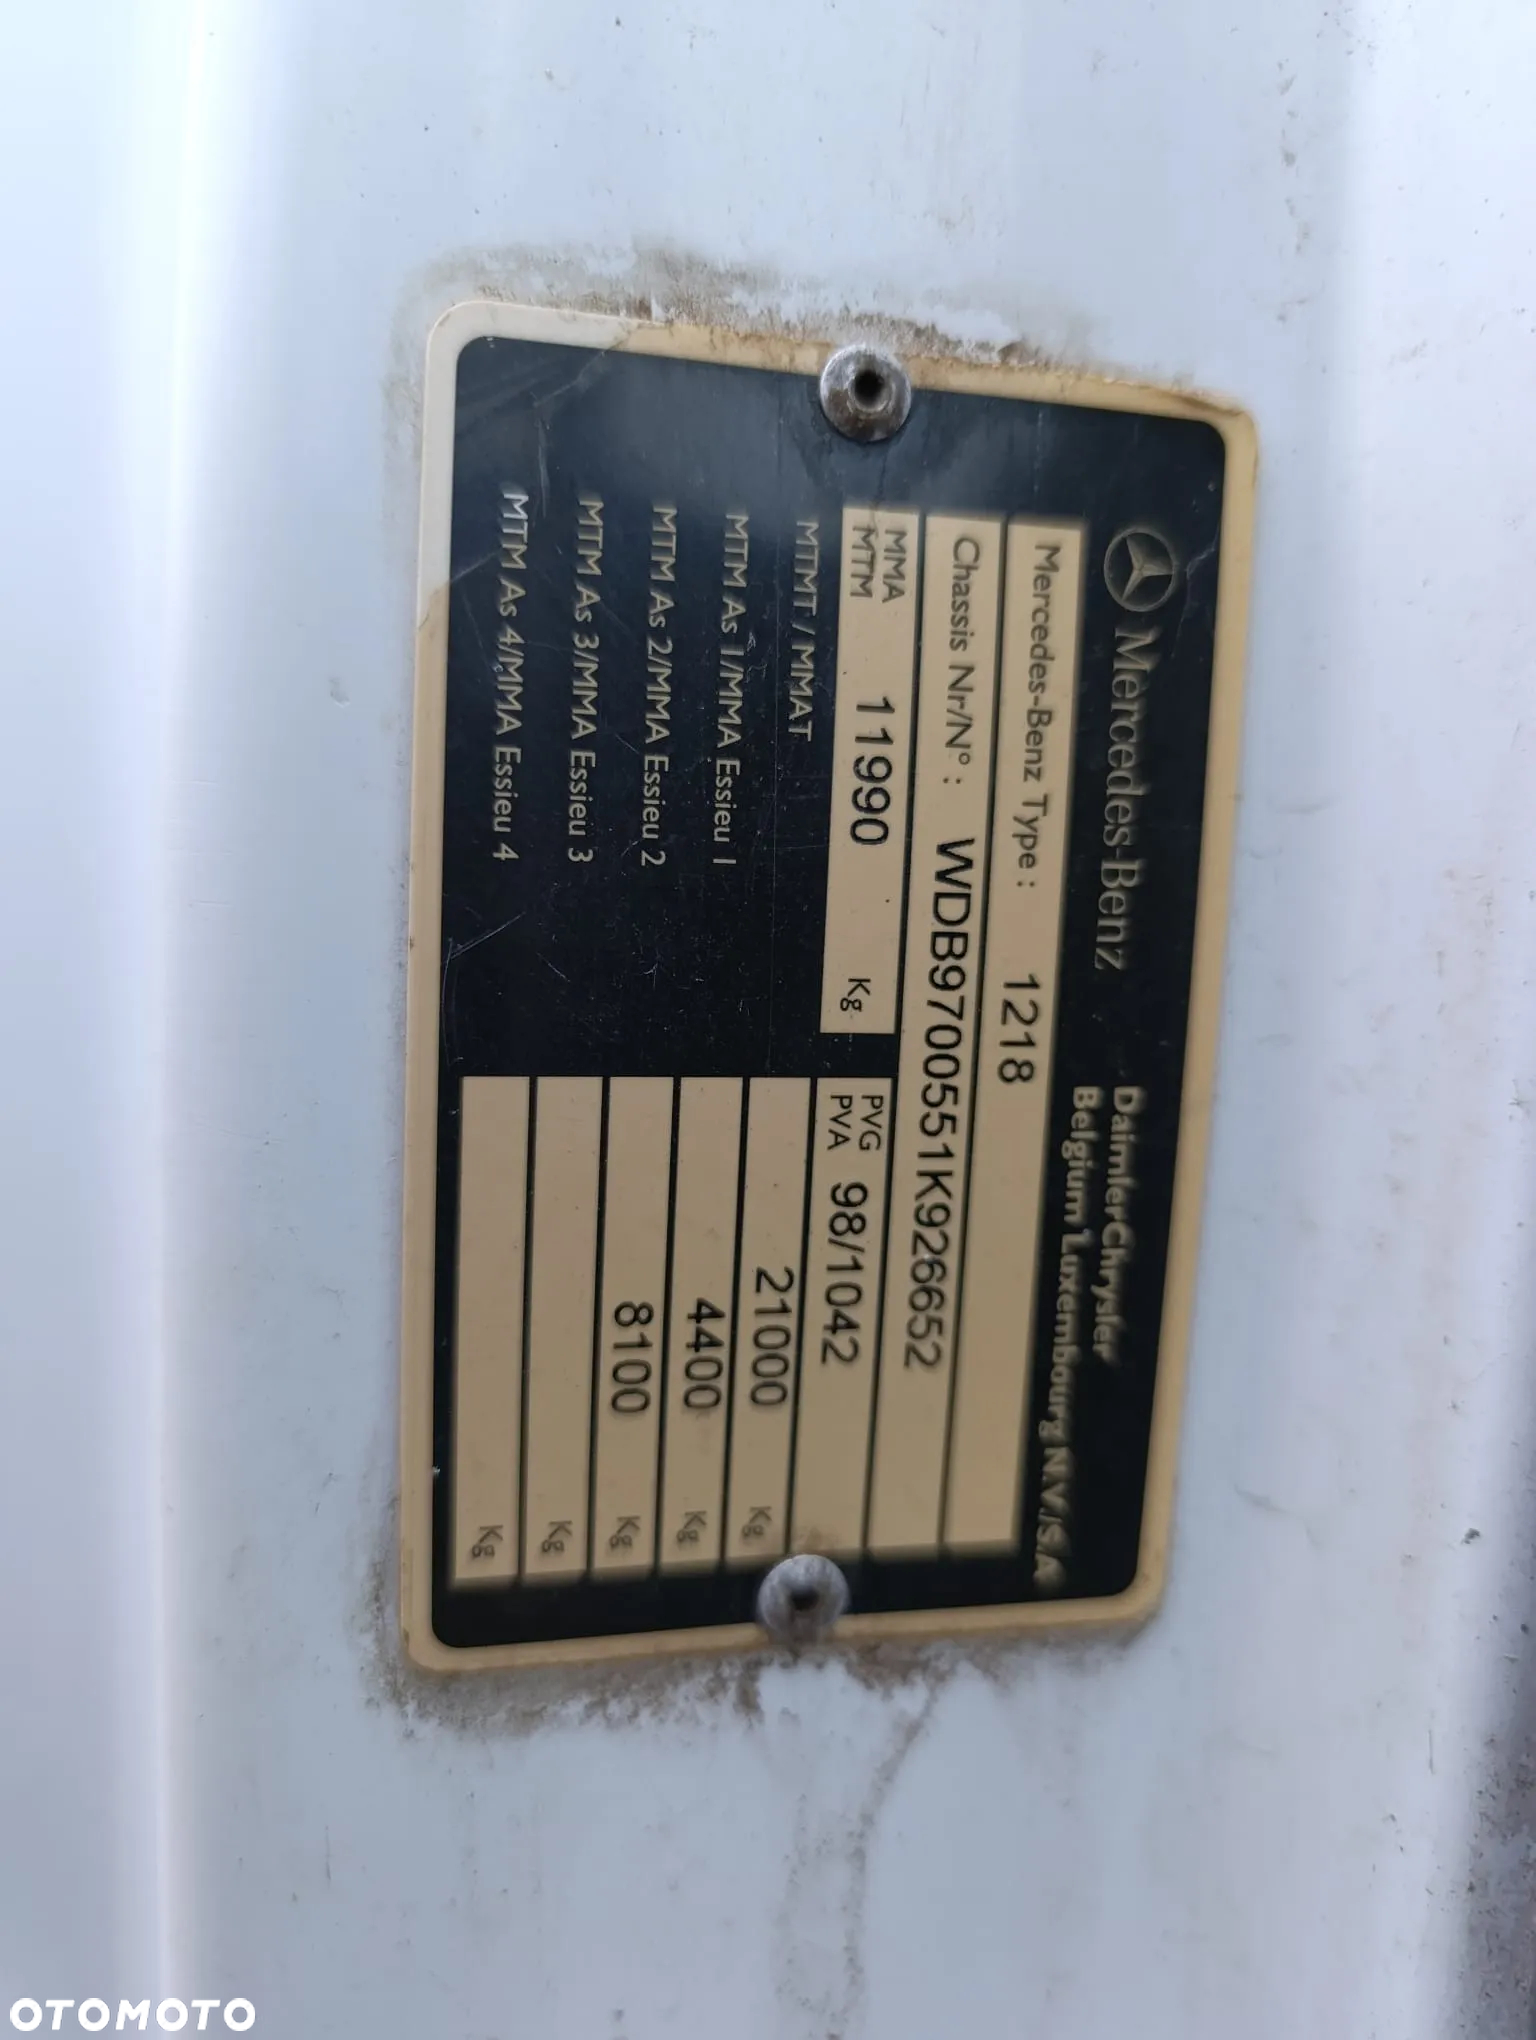 Mercedes-Benz
DaimlerChrysler
Belgium Luxembourg N.V./S.A
Mercedes-Benz Type : 1218
Chassis Nr/N° : WDB9700551K926652
MMA
MTM 11990 Kg
PVG
PVA 98/1042
MTMT / MMAT 21000 Kg
MTM As 1/MMA Essieu 1 4400 Kg
MTM As 2/MMA Essieu 2 8100 Kg
MTM As 3/MMA Essieu 3 Kg
MTM As 4/MMA Essieu 4 Kg
OTOMOTO